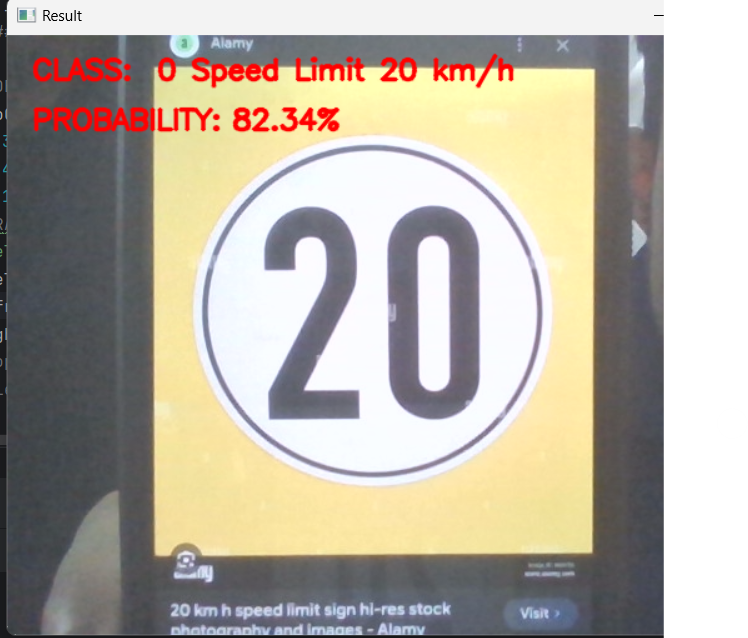 Result
Alamy
CLASS: 0 Speed Limit 20 km/h
PROBABILITY: 82.34%
20
20 km h speed limit sign hi-res stock
photography and images - Alamy
Visit >